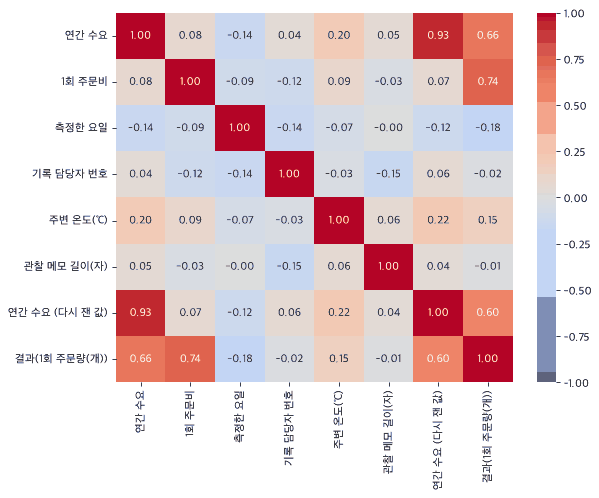 연간 수요 1.00 0.08 -0.14 0.04 0.20 0.05 0.93 0.66
1회 주문비 0.08 1.00 -0.09 -0.12 0.09 -0.03 0.07 0.74
측정한 요일 -0.14 -0.09 1.00 -0.14 -0.07 -0.00 -0.12 -0.18
기록 담당자 번호 0.04 -0.12 -0.14 1.00 -0.03 -0.15 0.06 -0.02
주변 온도(℃) 0.20 0.09 -0.07 -0.03 1.00 0.06 0.22 0.15
관찰 메모 길이(자) 0.05 -0.03 -0.00 -0.15 0.06 1.00 0.04 -0.01
연간 수요 (다시 잰 값) 0.93 0.07 -0.12 0.06 0.22 0.04 1.00 0.60
결과(1회 주문량(개)) 0.66 0.74 -0.18 -0.02 0.15 -0.01 0.60 1.00
연간 수요
1회 주문비
측정한 요일
기록 담당자 번호
주변 온도(℃)
관찰 메모 길이(자)
연간 수요 (다시 잰 값)
결과(1회 주문량(개))
1.00
0.75
0.50
0.25
0.00
-0.25
-0.50
-0.75
-1.00